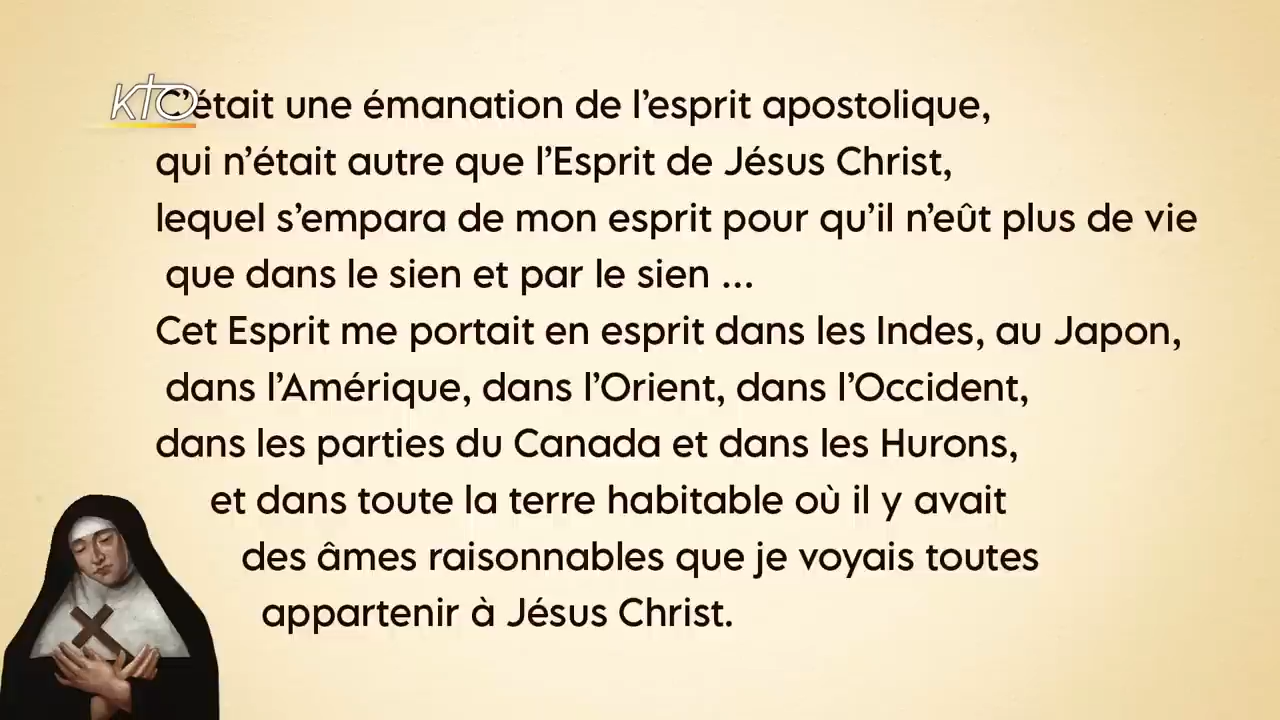 KTO
C’était une émanation de l’esprit apostolique,
qui n’était autre que l’Esprit de Jésus Christ,
lequel s’empara de mon esprit pour qu’il n’eût plus de vie
que dans le sien et par le sien ...
Cet Esprit me portait en esprit dans les Indes, au Japon,
dans l’Amérique, dans l’Orient, dans l’Occident,
dans les parties du Canada et dans les Hurons,
et dans toute la terre habitable où il y avait
des âmes raisonnables que je voyais toutes
appartenir à Jésus Christ.